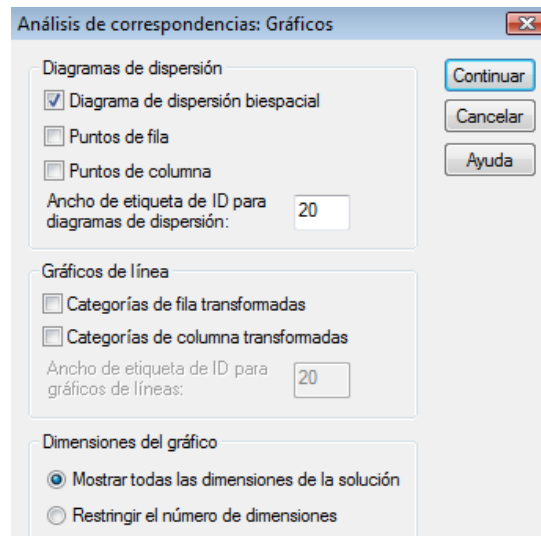 Análisis de correspondencias: Gráficos
Diagramas de dispersión
Diagrama de dispersión biespacial
Puntos de fila
Puntos de columna
Ancho de etiqueta de ID para
diagramas de dispersión:
20
Continuar
Cancelar
Ayuda
Gráficos de línea
Categorías de fila transformadas
Categorías de columna transformadas
Ancho de etiqueta de ID para
gráficos de líneas:
20
Dimensiones del gráfico
Mostrar todas las dimensiones de la solución
Restringir el número de dimensiones